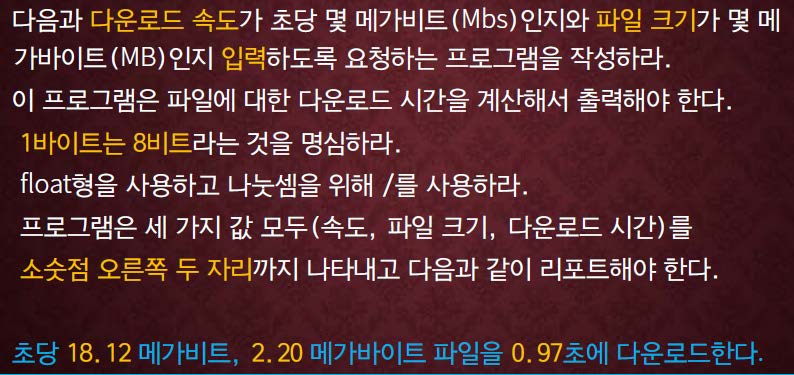 다음과 다운로드 속도가 초당 몇 메가비트(Mbs)인지와 파일 크기가 몇 메
가바이트(MB)인지 입력하도록 요청하는 프로그램을 작성하라.
이 프로그램은 파일에 대한 다운로드 시간을 계산해서 출력해야 한다.
1바이트는 8비트라는 것을 명심하라.
float형을 사용하고 나눗셈을 위해 /를 사용하라.
프로그램은 세 가지 값 모두(속도, 파일 크기, 다운로드 시간)를
소숫점 오른쪽 두 자리까지 나타내고 다음과 같이 리포트해야 한다.
초당 18.12 메가비트, 2.20 메가바이트 파일을 0.97초에 다운로드한다.